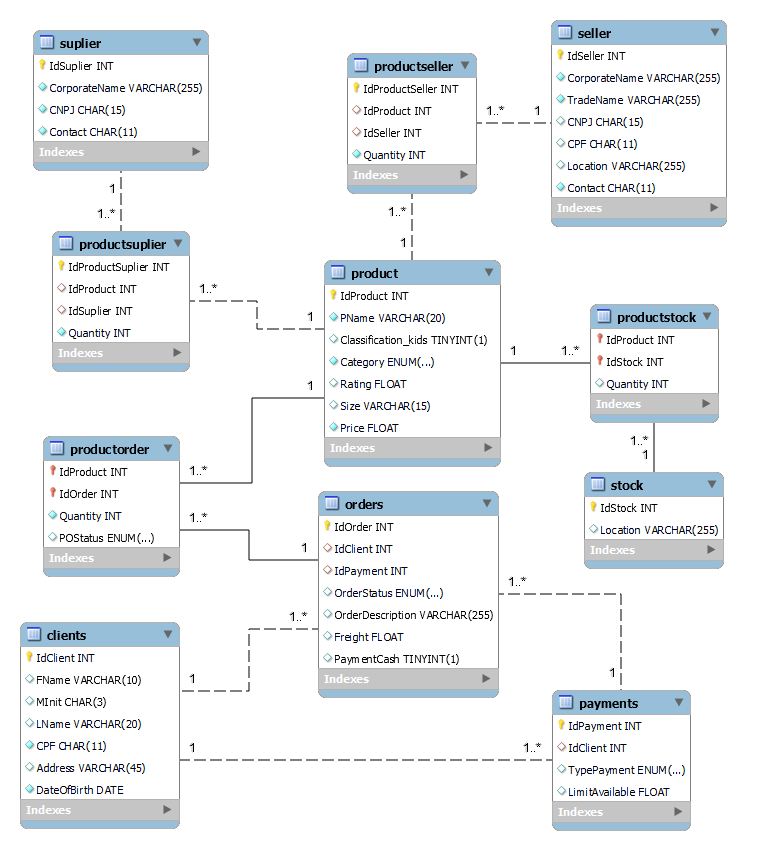 suplier
IdSuplier INT
CorporateName VARCHAR(255)
CNPJ CHAR(15)
Contact CHAR(11)
Indexes
productseller
IdProductSeller INT
IdProduct INT
IdSeller INT
Quantity INT
Indexes
seller
IdSeller INT
CorporateName VARCHAR(255)
TradeName VARCHAR(255)
CNPJ CHAR(15)
CPF CHAR(11)
Location VARCHAR(255)
Contact CHAR(11)
Indexes
1..*
1
1
1..*
1..*
1
productsuplier
IdProductSuplier INT
IdProduct INT
IdSuplier INT
Quantity INT
Indexes
1..*
1
product
IdProduct INT
PName VARCHAR(20)
Classification_kids TINYINT(1)
Category ENUM(...)
Rating FLOAT
Size VARCHAR(15)
Price FLOAT
Indexes
1
1..*
productstock
IdProduct INT
IdStock INT
Quantity INT
Indexes
1..*
1
stock
IdStock INT
Location VARCHAR(255)
Indexes
1
1..*
productorder
IdProduct INT
IdOrder INT
Quantity INT
POStatus ENUM(...)
Indexes
1..*
1
orders
IdOrder INT
IdClient INT
IdPayment INT
OrderStatus ENUM(...)
OrderDescription VARCHAR(255)
Freight FLOAT
PaymentCash TINYINT(1)
Indexes
1..*
1
1..*
1
clients
IdClient INT
FName VARCHAR(10)
MInit CHAR(3)
LName VARCHAR(20)
CPF CHAR(11)
Address VARCHAR(45)
DateOfBirth DATE
Indexes
1
1..*
payments
IdPayment INT
IdClient INT
TypePayment ENUM(...)
LimitAvailable FLOAT
Indexes